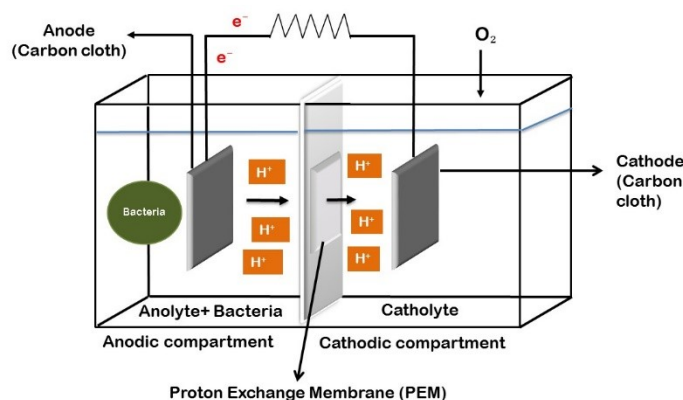 Anode
(Carbon cloth)
e⁻
e⁻
O₂
Cathode
(Carbon
cloth)
Bacteria
H⁺
H⁺
H⁺
H⁺
H⁺
H⁺
Anolyte+ Bacteria
Catholyte
Anodic compartment
Cathodic compartment
Proton Exchange Membrane (PEM)